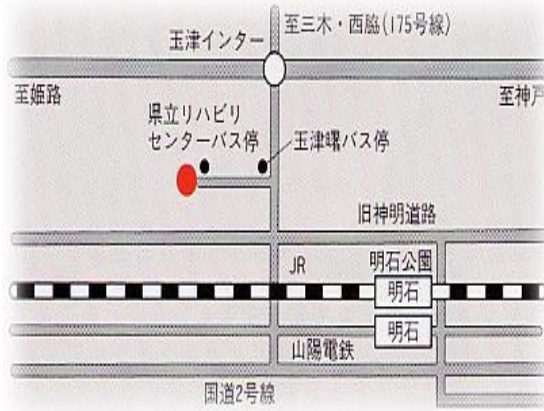 至三木・西脇(175号線)
玉津インター
至姫路
至神戸
県立リハビリ
センターバス停
玉津曙バス停
旧神明道路
JR
明石公園
明石
明石
山陽電鉄
国道2号線